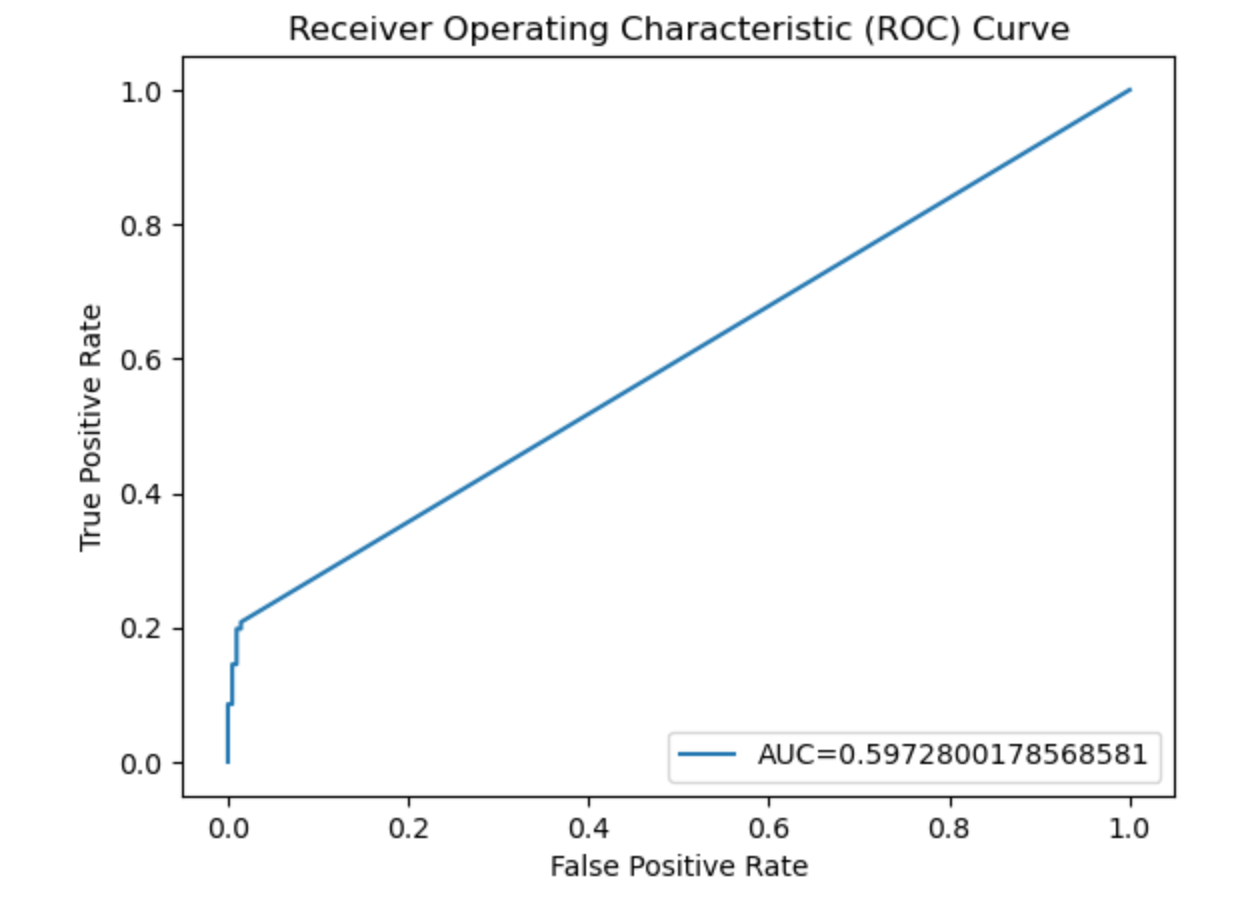 Receiver Operating Characteristic (ROC) Curve
1.0
0.8
0.6
0.4
0.2
0.0
True Positive Rate
AUC=0.5972800178568581
0.0 0.2 0.4 0.6 0.8 1.0
False Positive Rate